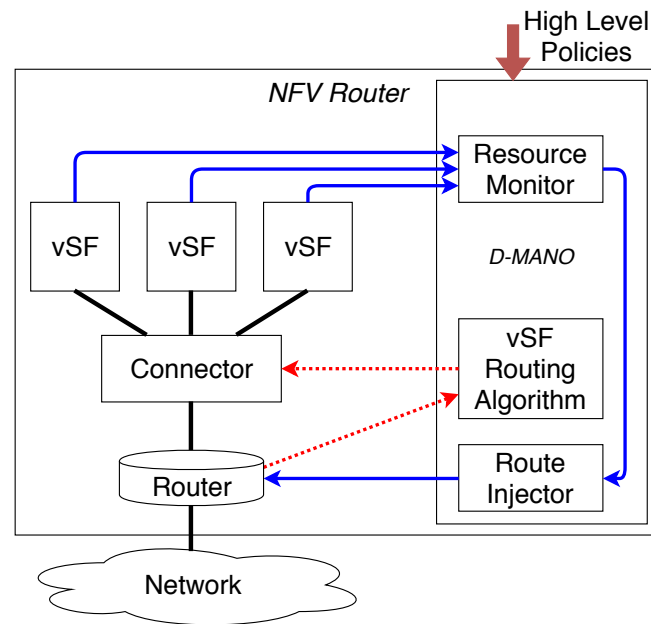 High Level
Policies
NFV Router
Resource
Monitor
vSF
vSF
vSF
D-MANO
vSF
Routing
Algorithm
Connector
Route
Injector
Router
Network